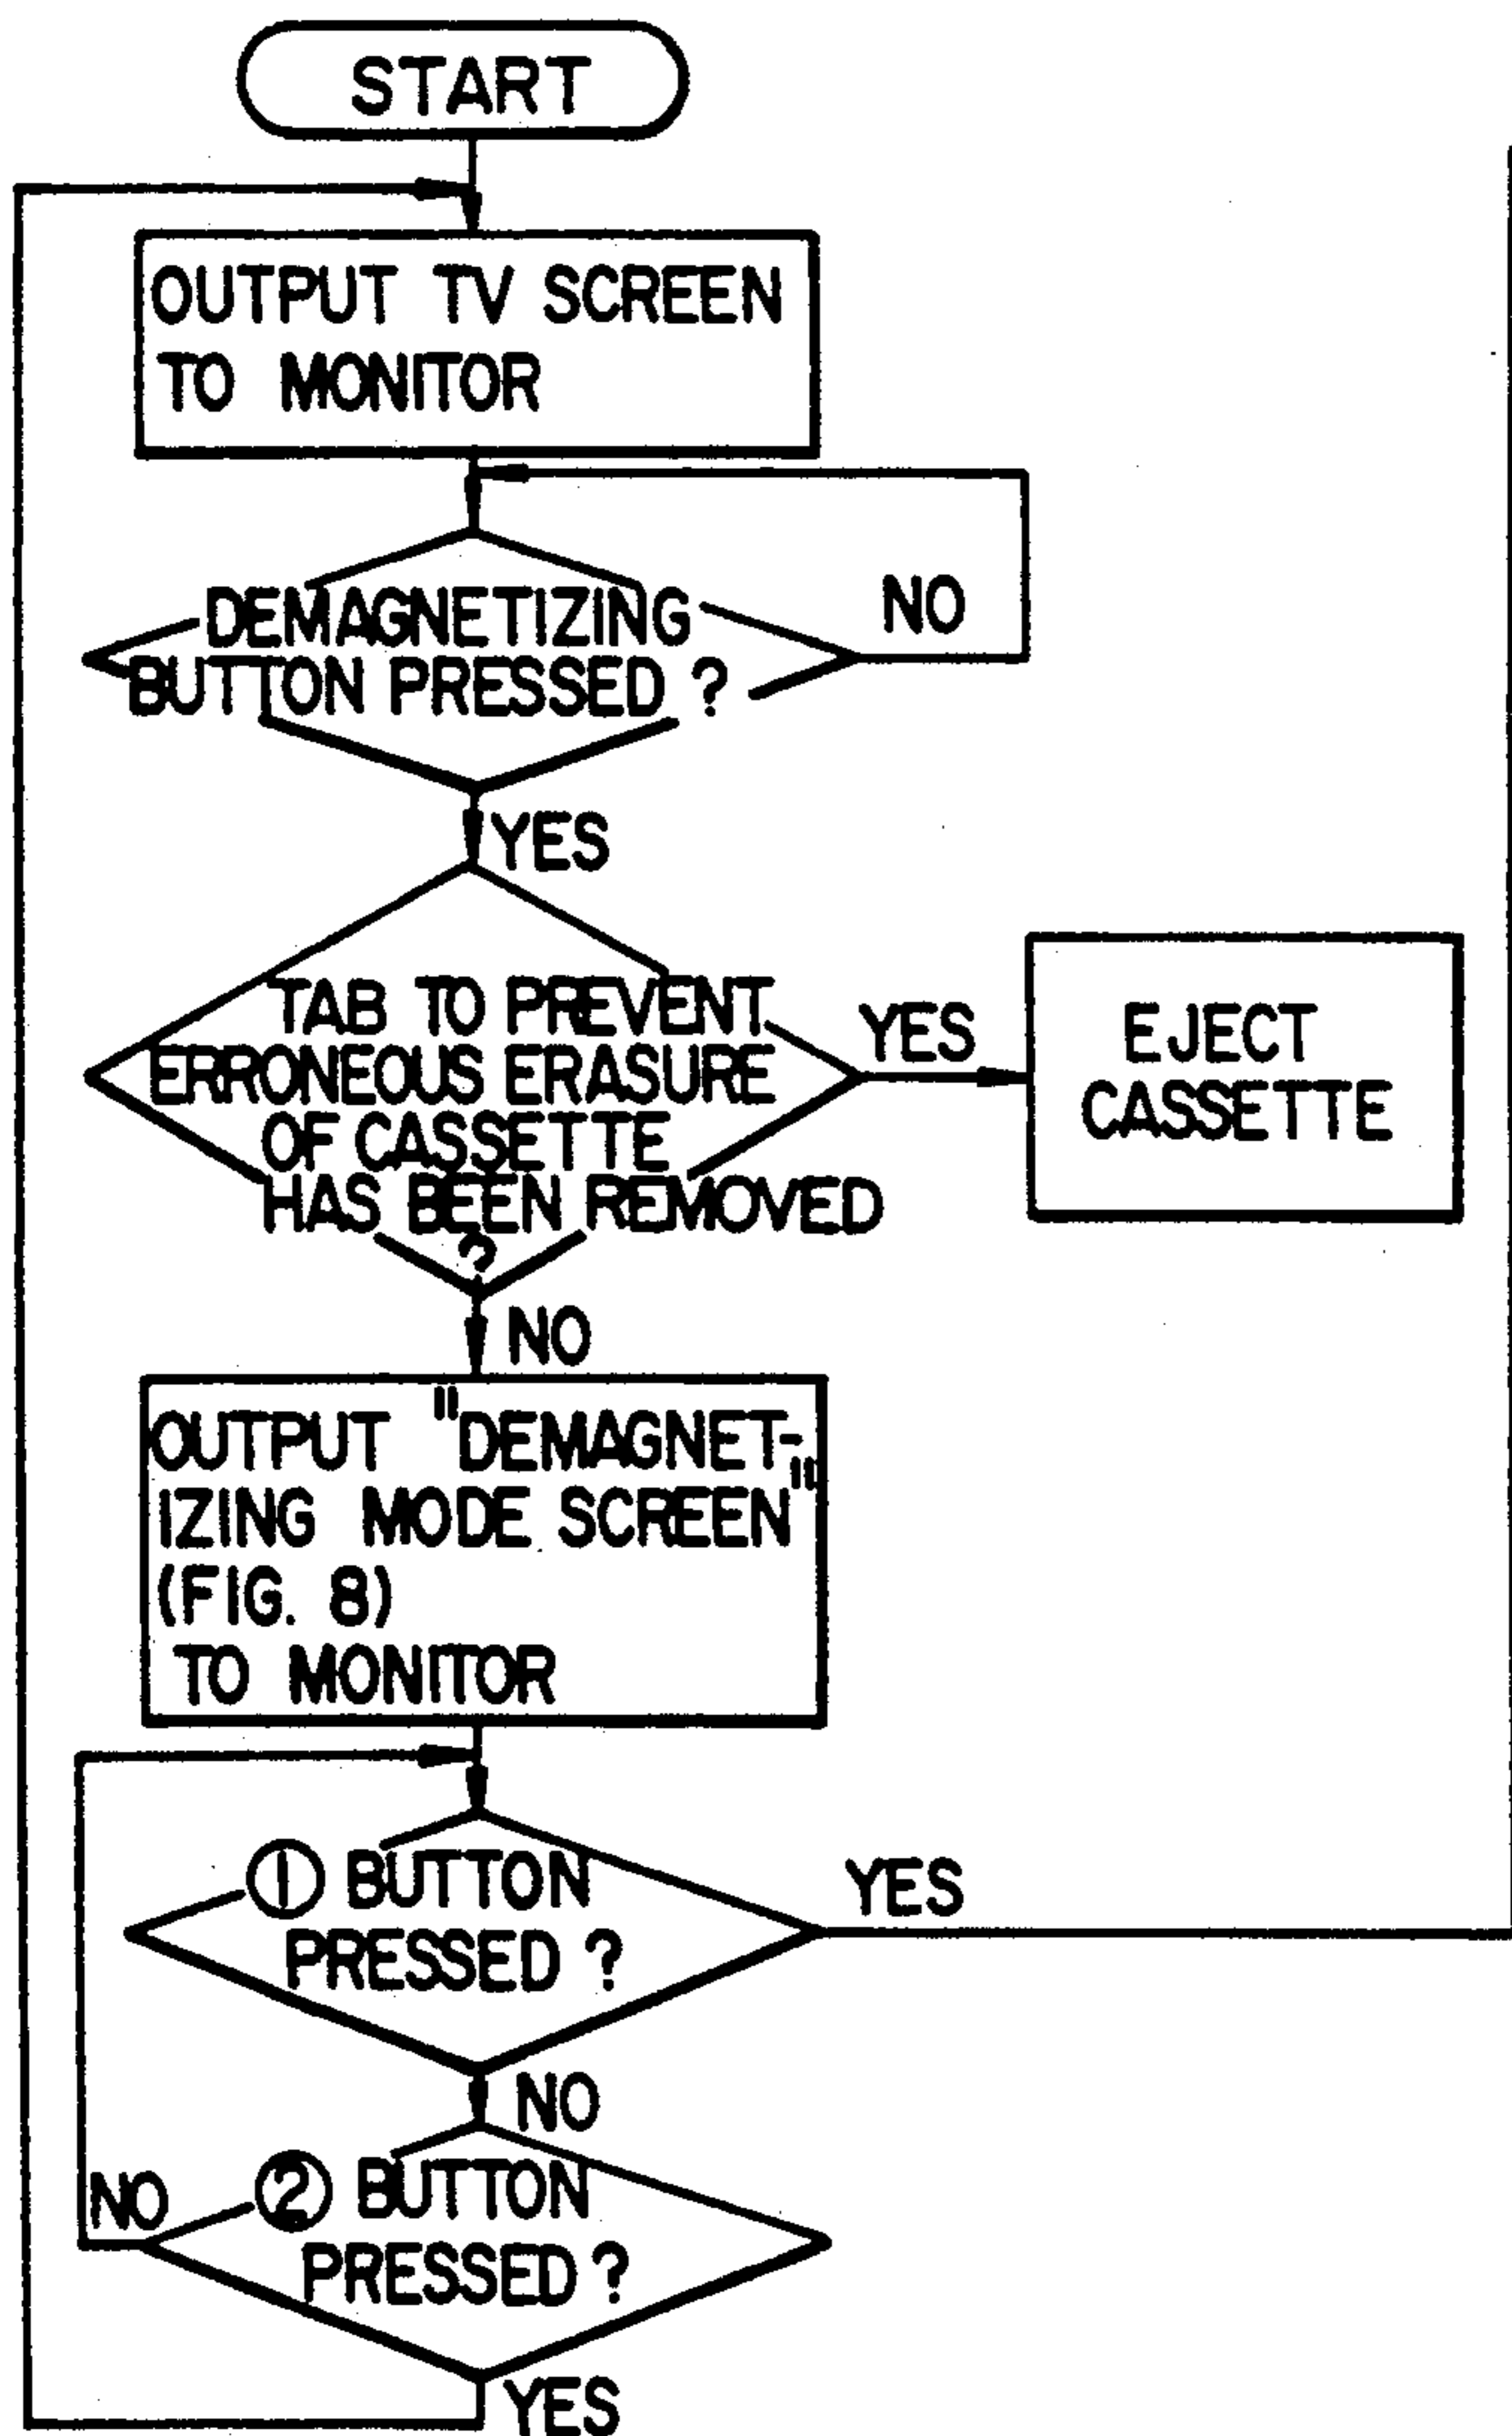 START
OUTPUT TV SCREEN
TO MONITOR
DEMAGNETIZING
BUTTON PRESSED ?
NO
YES
TAB TO PREVENT
ERRONEOUS ERASURE
OF CASSETTE
HAS BEEN REMOVED
?
YES
EJECT
CASSETTE
NO
OUTPUT "DEMAGNET-
IZING MODE SCREEN"
(FIG. 8)
TO MONITOR
① BUTTON
PRESSED ?
YES
NO
② BUTTON
PRESSED ?
NO
YES